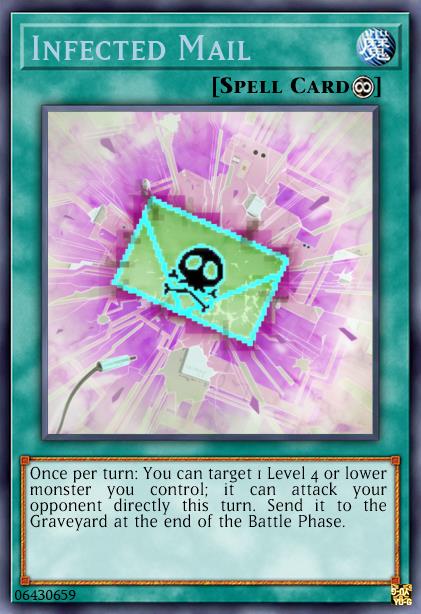 Infected Mail
[Spell Card]
Once per turn: You can target 1 Level 4 or lower
monster you control; it can attack your
opponent directly this turn. Send it to the
Graveyard at the end of the Battle Phase.
06430659